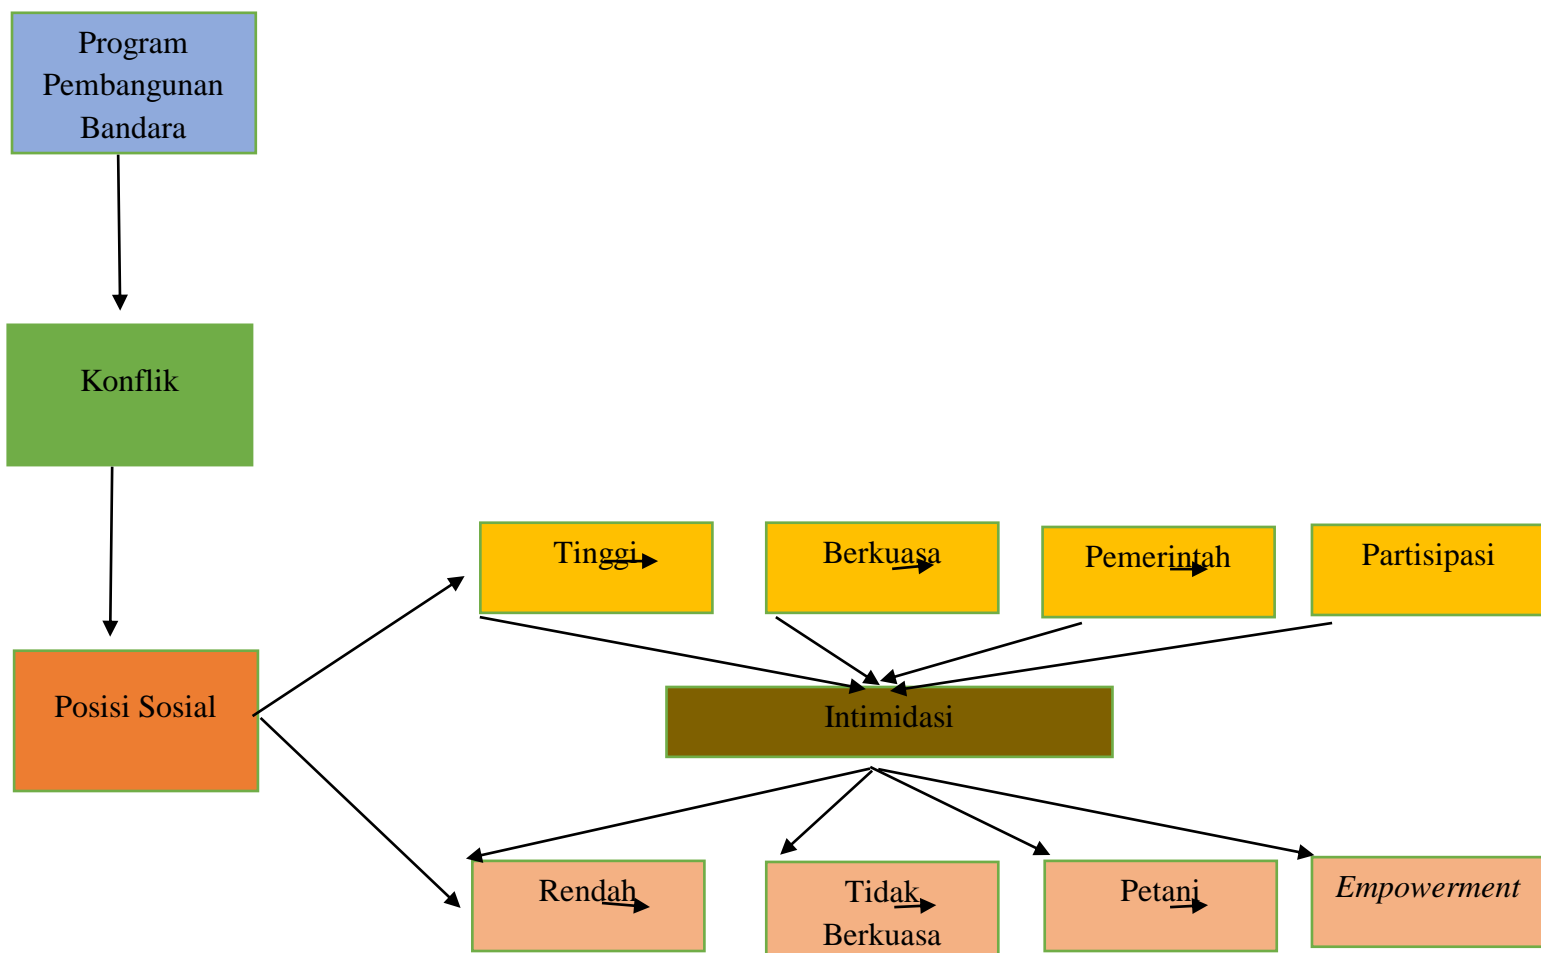 Program
Pembangunan
Bandara
Konflik
Posisi Sosial
Tinggi
Berkuasa
Pemerintah
Partisipasi
Intimidasi
Rendah
Tidak
Berkuasa
Petani
Empowerment